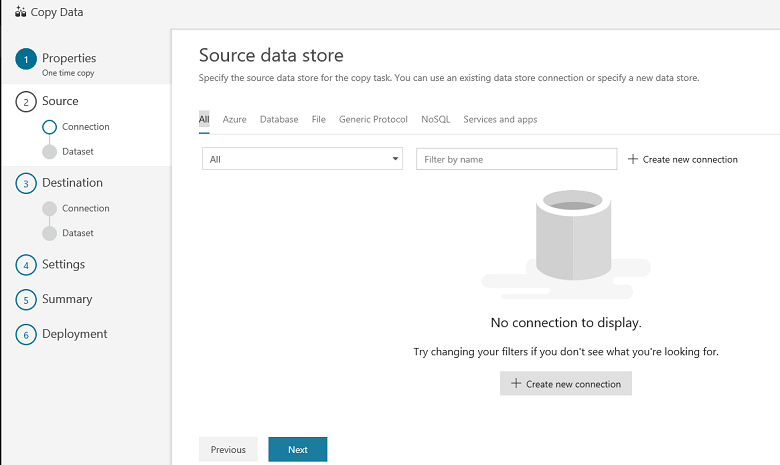 Copy Data
1 Properties
One time copy
2 Source
Connection
Dataset
3 Destination
Connection
Dataset
4 Settings
5 Summary
6 Deployment
Source data store
Specify the source data store for the copy task. You can use an existing data store connection or specify a new data store.
All Azure Database File Generic Protocol NoSQL Services and apps
All Filter by name + Create new connection
No connection to display.
Try changing your filters if you don't see what you're looking for.
+ Create new connection
Previous Next